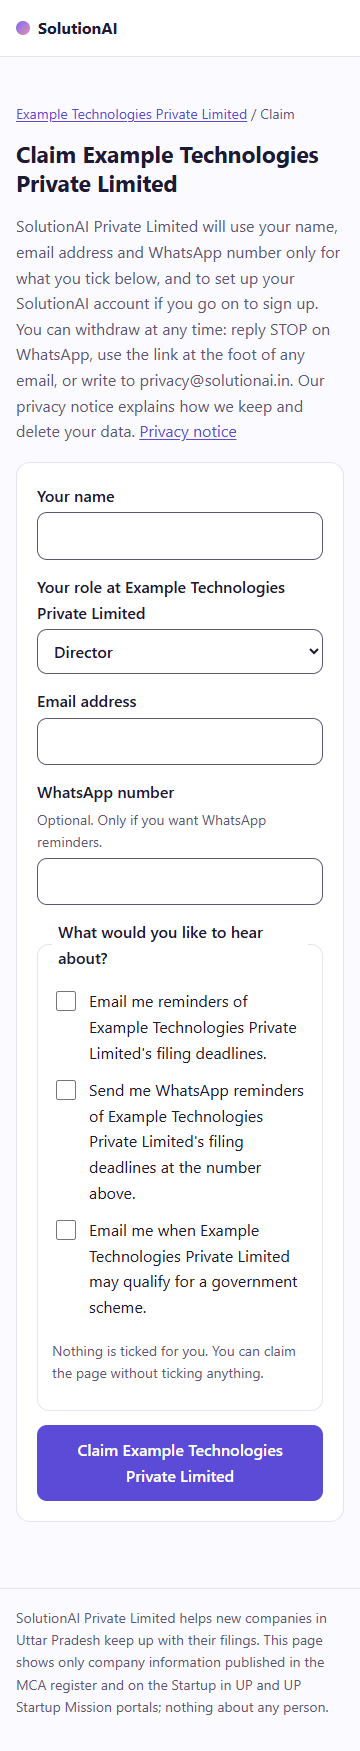 SolutionAI
Example Technologies Private Limited / Claim
Claim Example Technologies
Private Limited
SolutionAI Private Limited will use your name,
email address and WhatsApp number only for
what you tick below, and to set up your
SolutionAI account if you go on to sign up.
You can withdraw at any time: reply STOP on
WhatsApp, use the link at the foot of any
email, or write to privacy@solutionai.in. Our
privacy notice explains how we keep and
delete your data. Privacy notice
Your name
Your role at Example Technologies
Private Limited
Director
Email address
WhatsApp number
Optional. Only if you want WhatsApp
reminders.
What would you like to hear
about?
Email me reminders of
Example Technologies Private
Limited's filing deadlines.
Send me WhatsApp reminders
of Example Technologies
Private Limited's filing
deadlines at the number
above.
Email me when Example
Technologies Private Limited
may qualify for a government
scheme.
Nothing is ticked for you. You can claim
the page without ticking anything.
Claim Example Technologies
Private Limited
SolutionAI Private Limited helps new companies in
Uttar Pradesh keep up with their filings. This page
shows only company information published in the
MCA register and on the Startup in UP and UP
Startup Mission portals; nothing about any person.